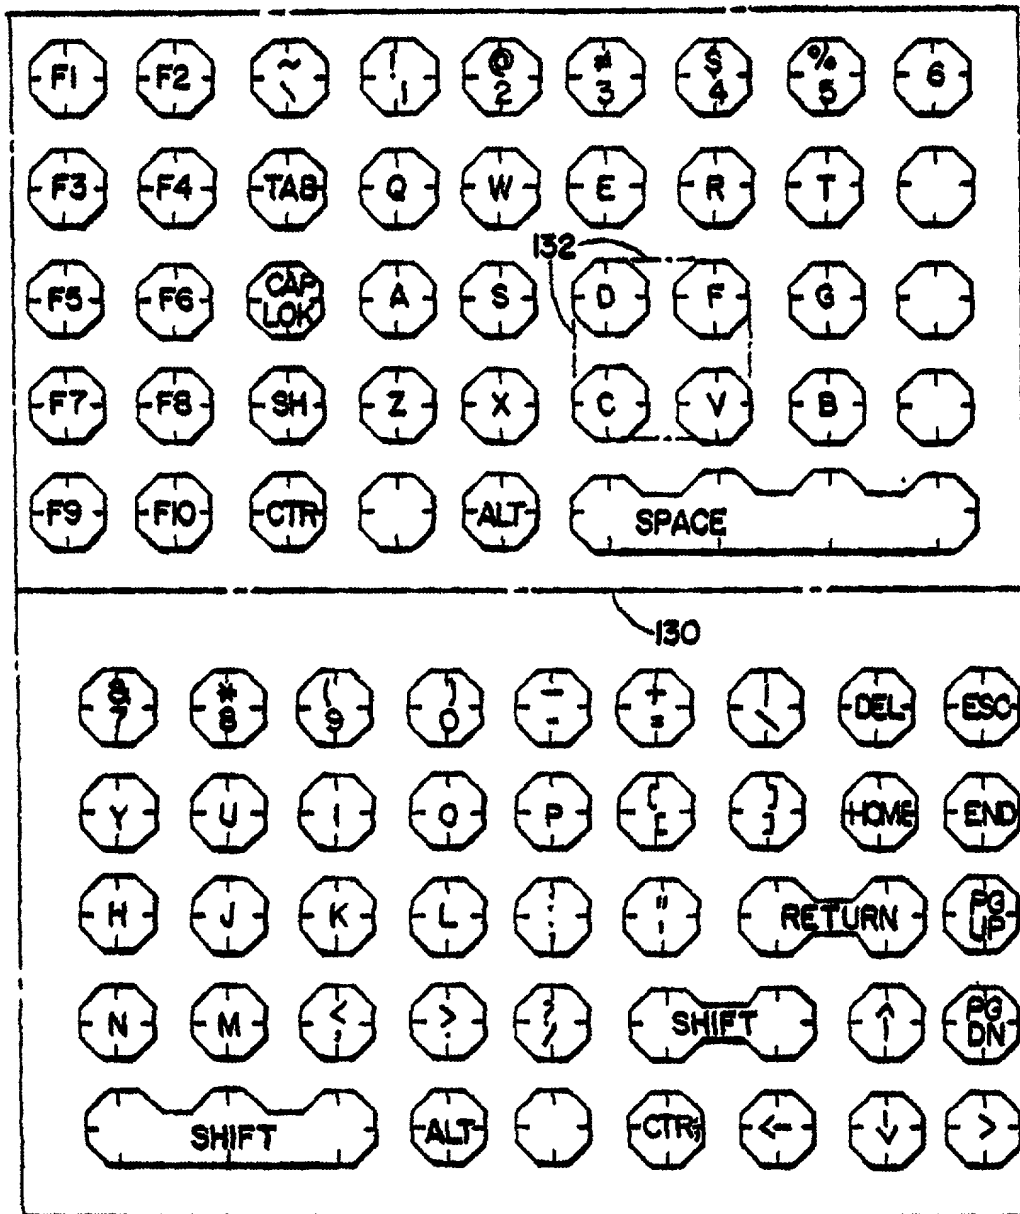 F1 F2 ~ \ ! 1 @ 2 # 3 $ 4 % 5 6
F3 F4 TAB Q W E R T
132
F5 F6 CAP LOK A S D F G
F7 F8 SH Z X C V B
F9 F10 CTR ALT SPACE
130
& 7 * 8 ( 9 ) 0 — - + = | \ DEL ESC
Y U I O P [ [ ] ] HOME END
H J K L : ; " ' RETURN PG UP
N M < , > . ? / SHIFT ^ PG DN
SHIFT ALT CTR <- v >